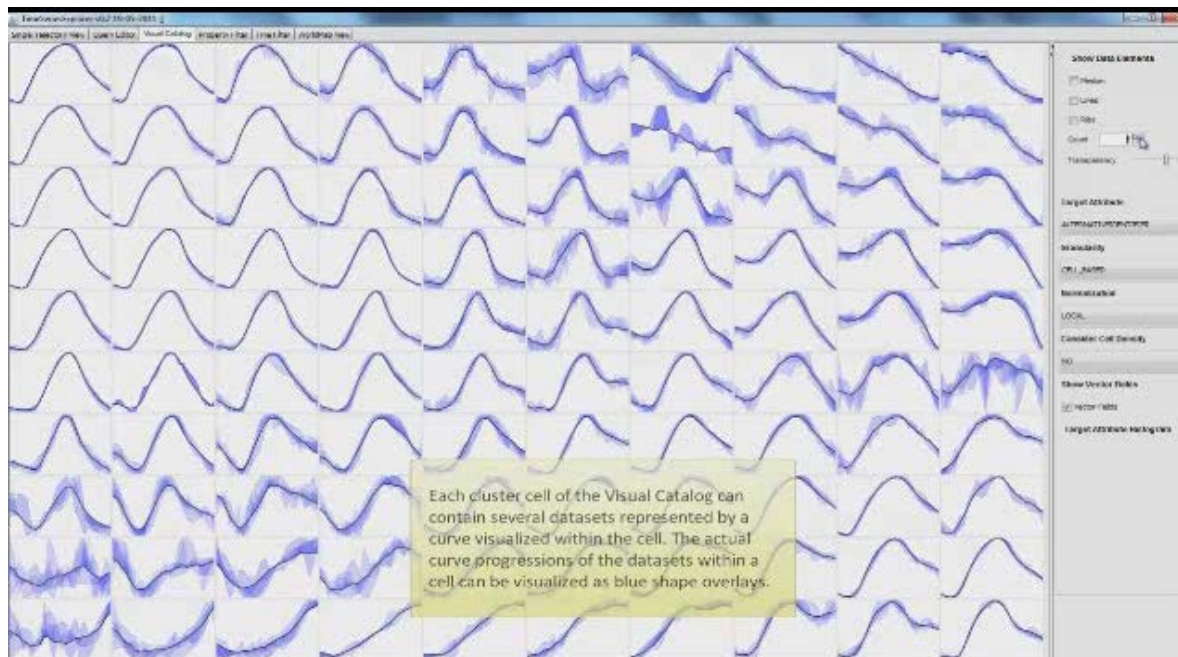 Visual Catalog
Show Data Elements
Median
Lines
Count
Transparency
Target Attribute
Granularity
CELL_BASED
Normalization
LOCAL
Consider Cell Density
NO
Show Vector Fields
Vector Fields
Target Attribute Histogram
Each cluster cell of the Visual Catalog can
contain several datasets represented by a
curve visualized within the cell. The actual
curve progressions of the datasets within a
cell can be visualized as blue shape overlays.